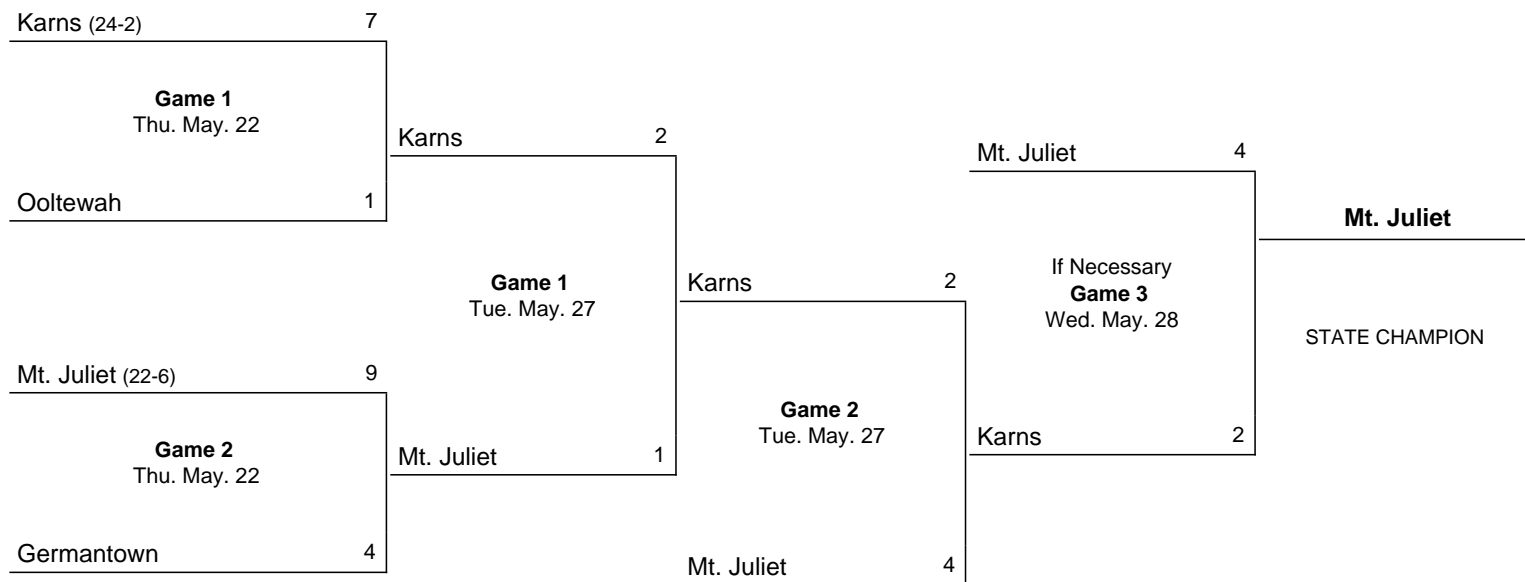 Karns (24-2) 7
Game 1
Thu. May. 22
Ooltewah 1
Mt. Juliet (22-6) 9
Game 2
Thu. May. 22
Germantown 4
Karns 2
Game 1
Tue. May. 27
Mt. Juliet 1
Karns 2
Game 2
Tue. May. 27
Mt. Juliet 4
Mt. Juliet 4
If Necessary
Game 3
Wed. May. 28
Karns 2
Mt. Juliet
STATE CHAMPION